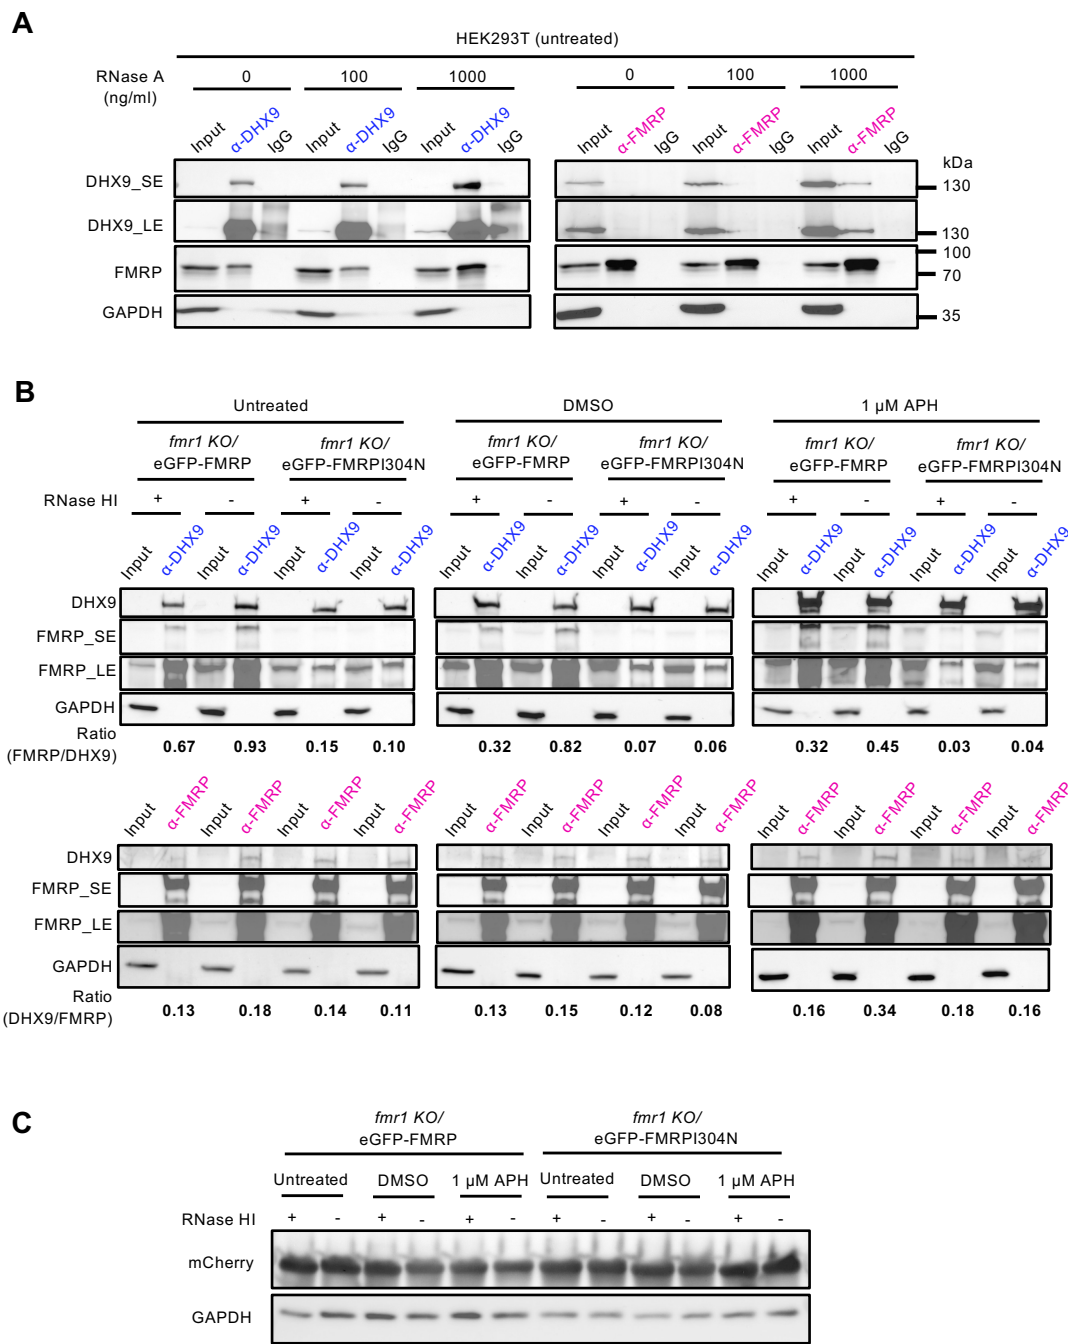 A
HEK293T (untreated)
RNase A
(ng/ml)
0 100 1000 0 100 1000
Input α-DHX9 IgG Input α-DHX9 IgG Input α-DHX9 IgG Input α-FMRP IgG Input α-FMRP IgG Input α-FMRP IgG
kDa
DHX9_SE 130
DHX9_LE 130
FMRP 100
70
GAPDH 35
B
Untreated DMSO 1 µM APH
fmr1 KO/ fmr1 KO/ fmr1 KO/ fmr1 KO/ fmr1 KO/ fmr1 KO/
eGFP-FMRP eGFP-FMRPI304N eGFP-FMRP eGFP-FMRPI304N eGFP-FMRP eGFP-FMRPI304N
RNase HI + - + - + - + - + - + -
Input α-DHX9 Input α-DHX9 Input α-DHX9 Input α-DHX9 Input α-DHX9 Input α-DHX9 Input α-DHX9 Input α-DHX9 Input α-DHX9 Input α-DHX9 Input α-DHX9 Input α-DHX9
DHX9
FMRP_SE
FMRP_LE
GAPDH
Ratio
(FMRP/DHX9) 0.67 0.93 0.15 0.10 0.32 0.82 0.07 0.06 0.32 0.45 0.03 0.04
Input α-FMRP Input α-FMRP Input α-FMRP Input α-FMRP Input α-FMRP Input α-FMRP Input α-FMRP Input α-FMRP Input α-FMRP Input α-FMRP Input α-FMRP Input α-FMRP
DHX9
FMRP_SE
FMRP_LE
GAPDH
Ratio
(DHX9/FMRP) 0.13 0.18 0.14 0.11 0.13 0.15 0.12 0.08 0.16 0.34 0.18 0.16
C
fmr1 KO/ fmr1 KO/
eGFP-FMRP eGFP-FMRPI304N
Untreated DMSO 1 µM APH Untreated DMSO 1 µM APH
RNase HI + - + - + - + - + - + -
mCherry
GAPDH